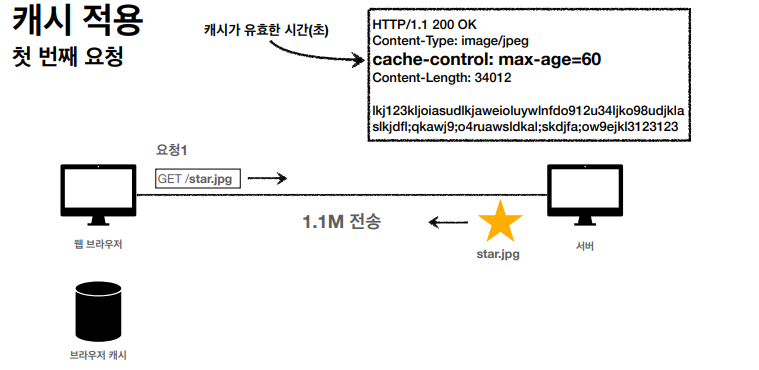 캐시 적용
첫 번째 요청
캐시가 유효한 시간(초)
HTTP/1.1 200 OK
Content-Type: image/jpeg
cache-control: max-age=60
Content-Length: 34012
lkj123kljoiasudlkjaweioluywlnfdo912u34ljko98udjkla
slkjdfl;qkawj9;o4ruawsldkal;skdjfa;ow9ejkl3123123
요청1
GET /star.jpg
1.1M 전송
star.jpg
웹 브라우저
서버
브라우저 캐시